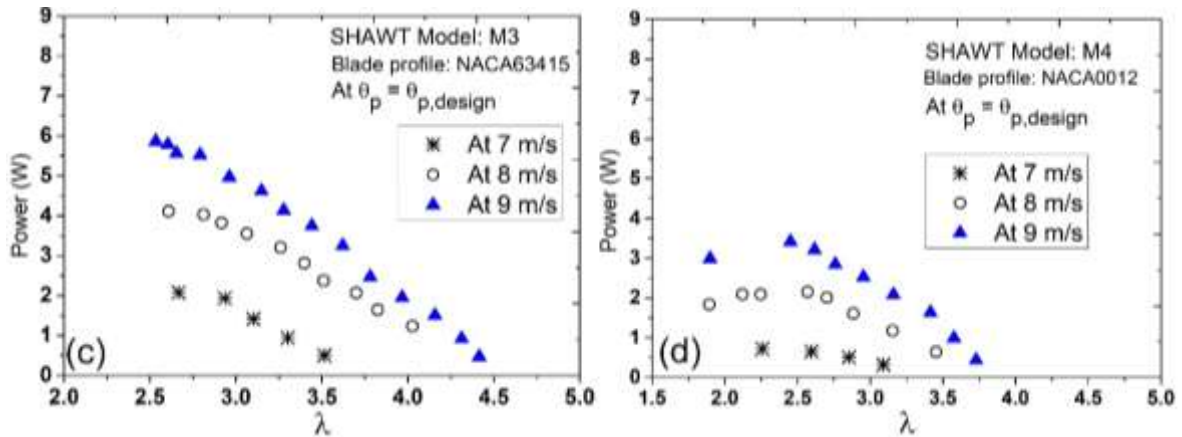 9
8
7
6
5
4
3
2
1
0
Power (W)
SHAWT Model: M3
Blade profile: NACA63415
At θp = θp,design
At 7 m/s
At 8 m/s
At 9 m/s
(c)
2.0 2.5 3.0 3.5 4.0 4.5 5.0
λ
9
8
7
6
5
4
3
2
1
0
Power (W)
SHAWT Model: M4
Blade profile: NACA0012
At θp = θp,design
At 7 m/s
At 8 m/s
At 9 m/s
(d)
1.5 2.0 2.5 3.0 3.5 4.0 4.5 5.0
λ